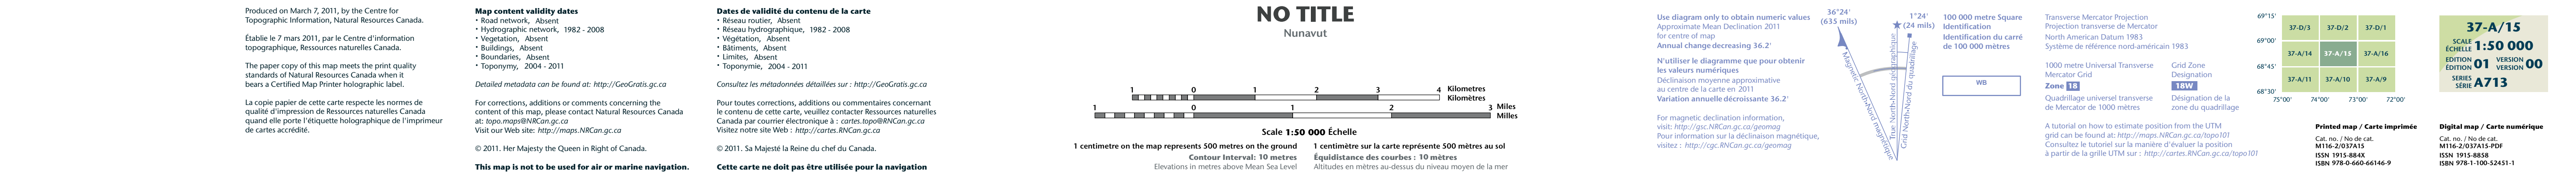 Produced on March 7, 2011, by the Centre for
Topographic Information, Natural Resources Canada.
Établie le 7 mars 2011, par le Centre d'information
topographique, Ressources naturelles Canada.
The paper copy of this map meets the print quality
standards of Natural Resources Canada when it
bears a Certified Map Printer holographic label.
La copie papier de cette carte respecte les normes de
qualité d'impression de Ressources naturelles Canada
quand elle porte l'étiquette holographique de l'imprimeur
de cartes accrédité.
Map content validity dates
• Road network, Absent
• Hydrographic network, 1982 - 2008
• Vegetation, Absent
• Buildings, Absent
• Boundaries, Absent
• Toponymy, 2004 - 2011
Detailed metadata can be found at: http://GeoGratis.gc.ca
For corrections, additions or comments concerning the
content of this map, please contact Natural Resources Canada
at: topo.maps@NRCan.gc.ca
Visit our Web site: http://maps.NRCan.gc.ca
© 2011. Her Majesty the Queen in Right of Canada.
This map is not to be used for air or marine navigation.
Dates de validité du contenu de la carte
• Réseau routier, Absent
• Réseau hydrographique, 1982 - 2008
• Végétation, Absent
• Bâtiments, Absent
• Limites, Absent
• Toponymie, 2004 - 2011
Consultez les métadonnées détaillées sur : http://GeoGratis.gc.ca
Pour toutes corrections, additions ou commentaires concernant
le contenu de cette carte, veuillez contacter Ressources naturelles
Canada par courrier électronique à : cartes.topo@RNCan.gc.ca
Visitez notre site Web : http://cartes.RNCan.gc.ca
© 2011. Sa Majesté la Reine du chef du Canada.
Cette carte ne doit pas être utilisée pour la navigation
NO TITLE
Nunavut
1 0 1 2 3 4 Kilometres
Kilomètres
1 0 1 2 3 Miles
Milles
Scale 1:50 000 Échelle
1 centimetre on the map represents 500 metres on the ground
1 centimètre sur la carte représente 500 mètres au sol
Contour Interval: 10 metres
Équidistance des courbes : 10 mètres
Elevations in metres above Mean Sea Level
Altitudes en mètres au-dessus du niveau moyen de la mer
Use diagram only to obtain numeric values
Approximate Mean Declination 2011
for centre of map
Annual change decreasing 36.2'
N'utiliser le diagramme que pour obtenir
les valeurs numériques
Déclinaison moyenne approximative
au centre de la carte en 2011
Variation annuelle décroissante 36.2'
For magnetic declination information,
visit: http://gsc.NRCan.gc.ca/geomag
Pour information sur la déclinaison magnétique,
visitez : http://cgc.RNCan.gc.ca/geomag
36°24'
(635 mils)
1°24'
(24 mils)
Magnetic North-Nord magnétique
True North-Nord géographique
Grid North-Nord du quadrillage
100 000 metre Square
Identification
Identification du carré
de 100 000 mètres
WB
Transverse Mercator Projection
Projection transverse de Mercator
North American Datum 1983
Système de référence nord-américain 1983
1000 metre Universal Transverse
Mercator Grid
Zone 18
Quadrillage universel transverse
de Mercator de 1000 mètres
Grid Zone
Designation
18W
Désignation de la
zone du quadrillage
A tutorial on how to estimate position from the UTM
grid can be found at: http://maps.NRCan.gc.ca/topo101
Consultez le tutoriel sur la manière d'évaluer la position
à partir de la grille UTM sur : http://cartes.RNCan.gc.ca/topo101
69°15'
37-D/3 37-D/2 37-D/1
69°00'
37-A/14 37-A/15 37-A/16
68°45'
37-A/11 37-A/10 37-A/9
68°30'
75°00' 74°00' 73°00' 72°00'
Printed map / Carte imprimée
Cat. no. / No de cat.
M116-2/037A15
ISSN 1915-884X
ISBN 978-0-660-66146-9
37-A/15
SCALE
ÉCHELLE 1:50 000
EDITION
ÉDITION 01 VERSION
VERSION 00
SERIES
SÉRIE A713
Digital map / Carte numérique
Cat. no. / No de cat.
M116-2/037A15-PDF
ISSN 1915-8858
ISBN 978-1-100-52451-1